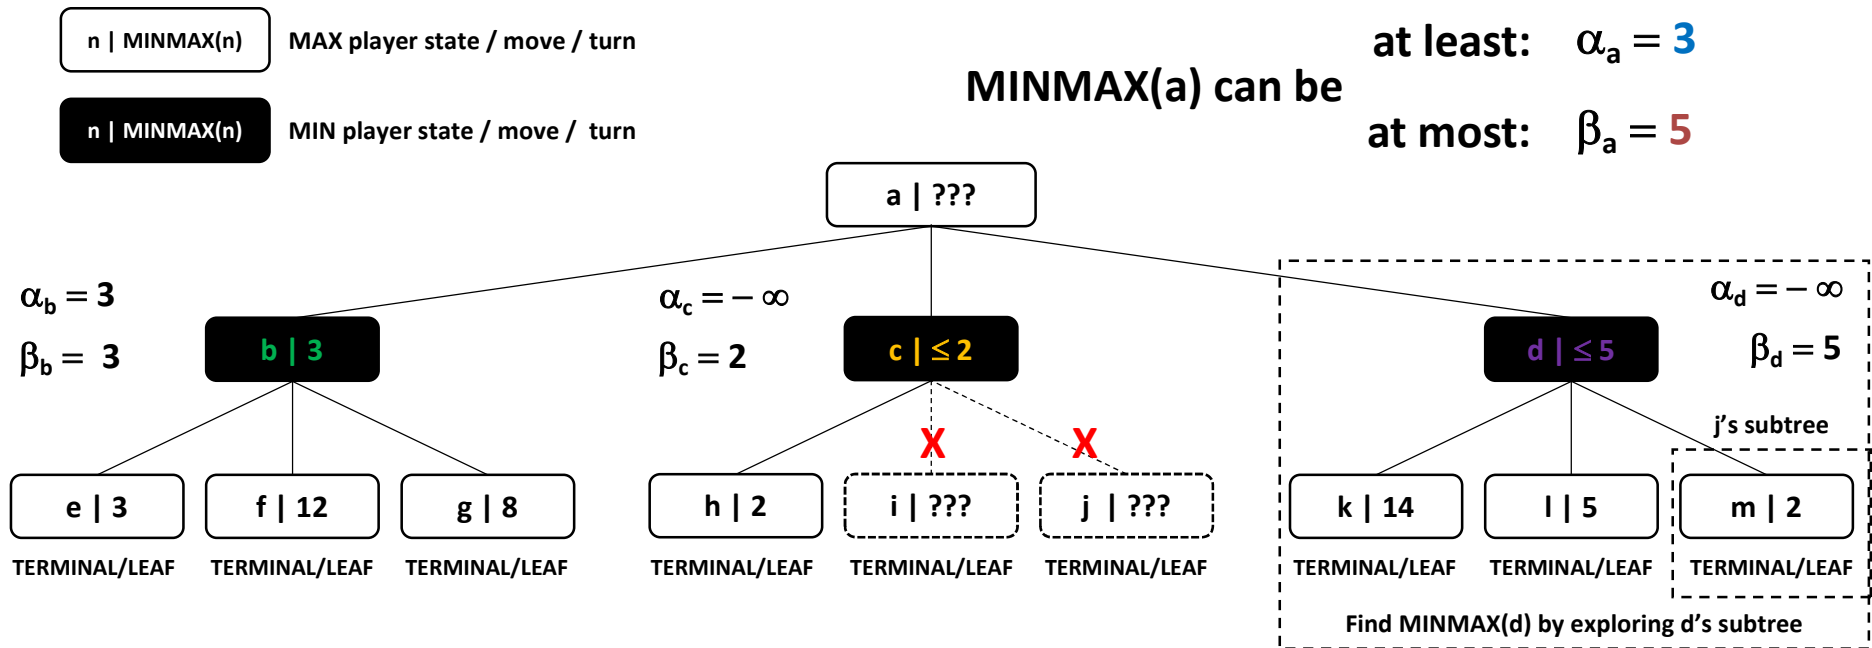 n | MINMAX(n) MAX player state / move / turn
n | MINMAX(n) MIN player state / move / turn
MINMAX(a) can be
at least: αa = 3
at most: βa = 5
a | ???
αb = 3
βb = 3
b | 3
αc = − ∞
βc = 2
c | ≤ 2
αd = − ∞
βd = 5
d | ≤ 5
X X
j's subtree
e | 3 f | 12 g | 8 h | 2 i | ??? j | ??? k | 14 l | 5 m | 2
TERMINAL/LEAF TERMINAL/LEAF TERMINAL/LEAF TERMINAL/LEAF TERMINAL/LEAF TERMINAL/LEAF TERMINAL/LEAF TERMINAL/LEAF TERMINAL/LEAF
Find MINMAX(d) by exploring d's subtree